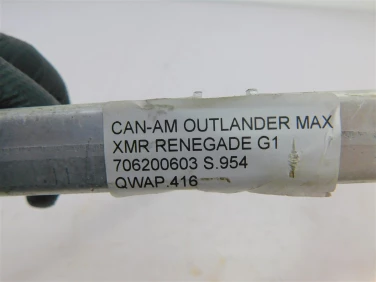 CAN-AM OUTLANDER MAX
XMR RENEGADE G1
706200603 S.954
QWAP.416